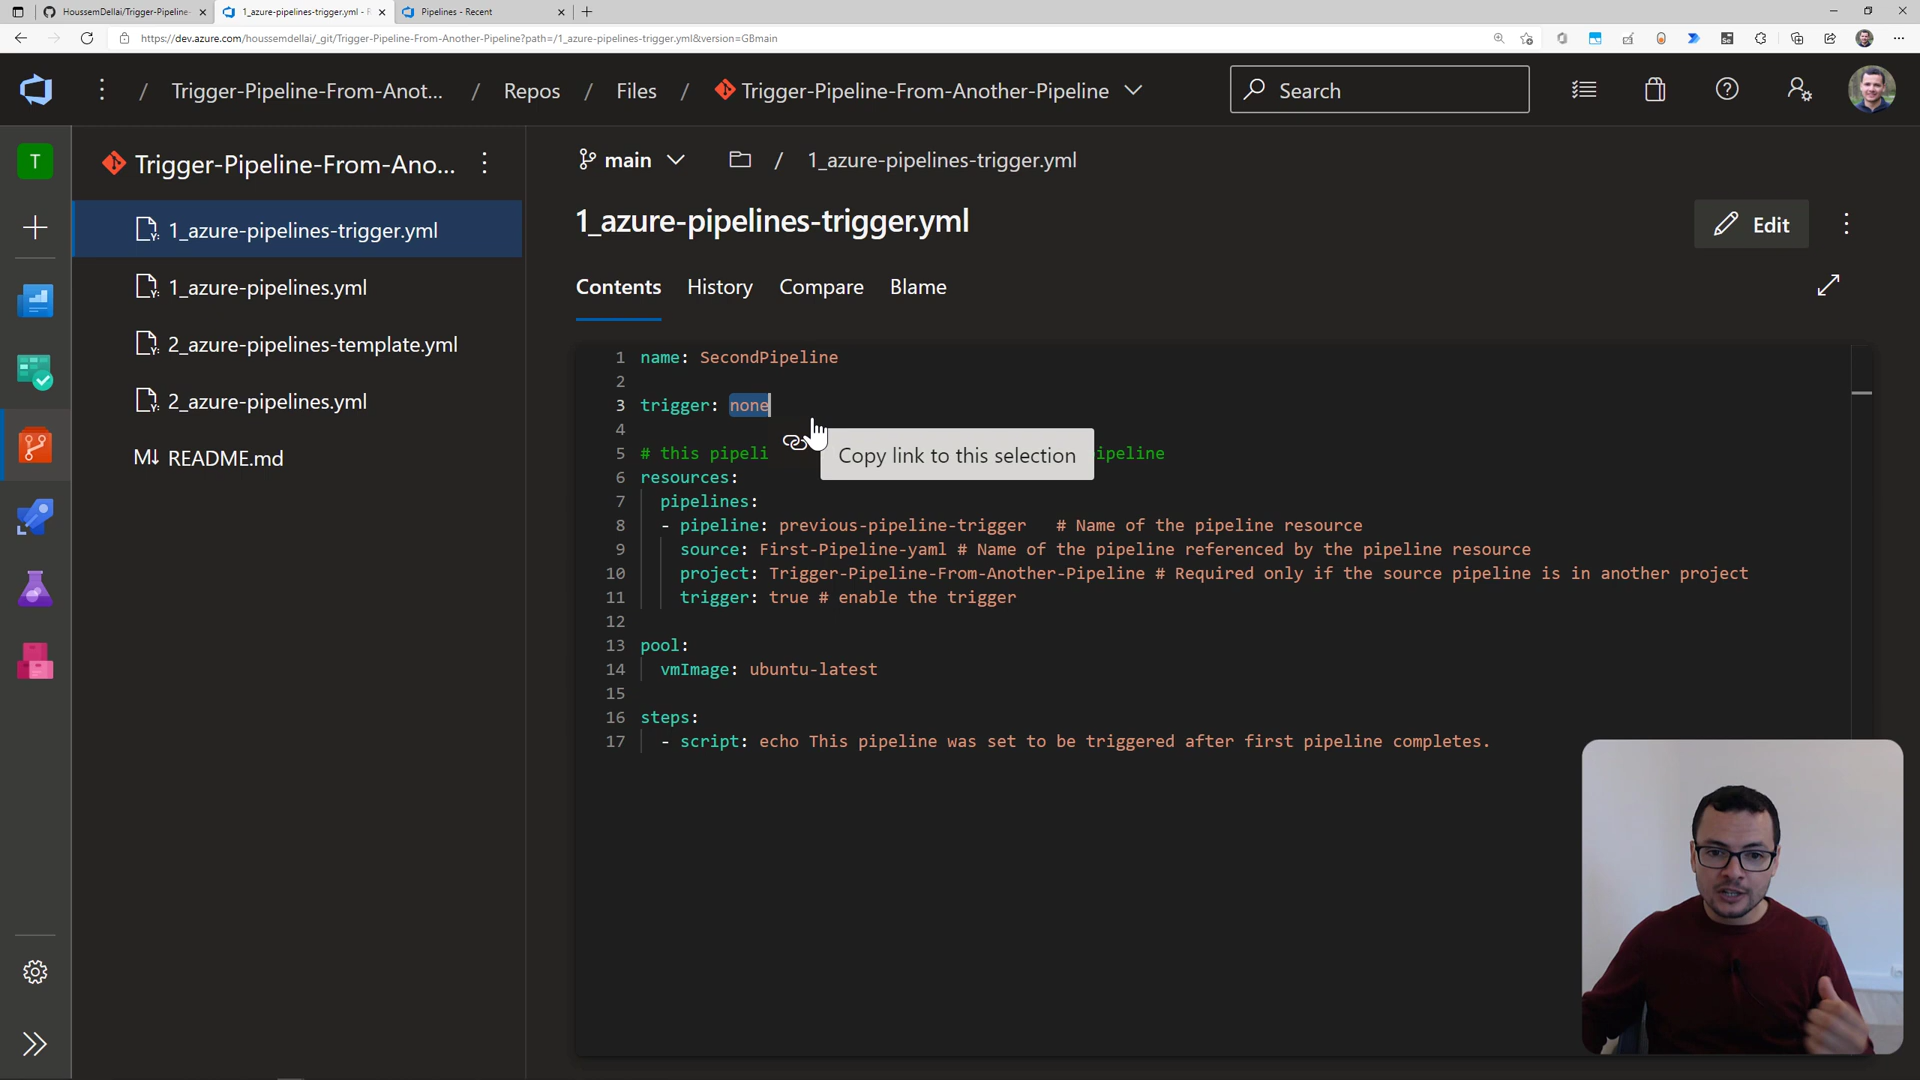 HoussemDellai/Trigger-Pipeline-
1_azure-pipelines-trigger.yml - R
Pipelines - Recent
https://dev.azure.com/houssemdellai/_git/Trigger-Pipeline-From-Another-Pipeline?path=/1_azure-pipelines-trigger.yml&version=GBmain
/ Trigger-Pipeline-From-Anot... / Repos / Files / Trigger-Pipeline-From-Another-Pipeline
Search
T
Trigger-Pipeline-From-Ano...
1_azure-pipelines-trigger.yml
1_azure-pipelines.yml
2_azure-pipelines-template.yml
2_azure-pipelines.yml
M↓ README.md
main / 1_azure-pipelines-trigger.yml
1_azure-pipelines-trigger.yml
Edit
Contents History Compare Blame
1 name: SecondPipeline
2
3 trigger: none
4
Copy link to this selection
5 # this pipeli ipeline
6 resources:
7 pipelines:
8 - pipeline: previous-pipeline-trigger # Name of the pipeline resource
9 source: First-Pipeline-yaml # Name of the pipeline referenced by the pipeline resource
10 project: Trigger-Pipeline-From-Another-Pipeline # Required only if the source pipeline is in another project
11 trigger: true # enable the trigger
12
13 pool:
14 vmImage: ubuntu-latest
15
16 steps:
17 - script: echo This pipeline was set to be triggered after first pipeline completes.